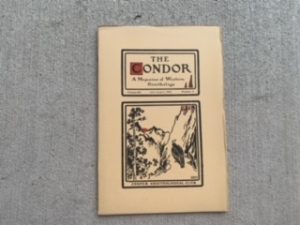 THE
CONDOR
A Magazine of Western
Ornithology
COOPER ORNITHOLOGICAL CLUB